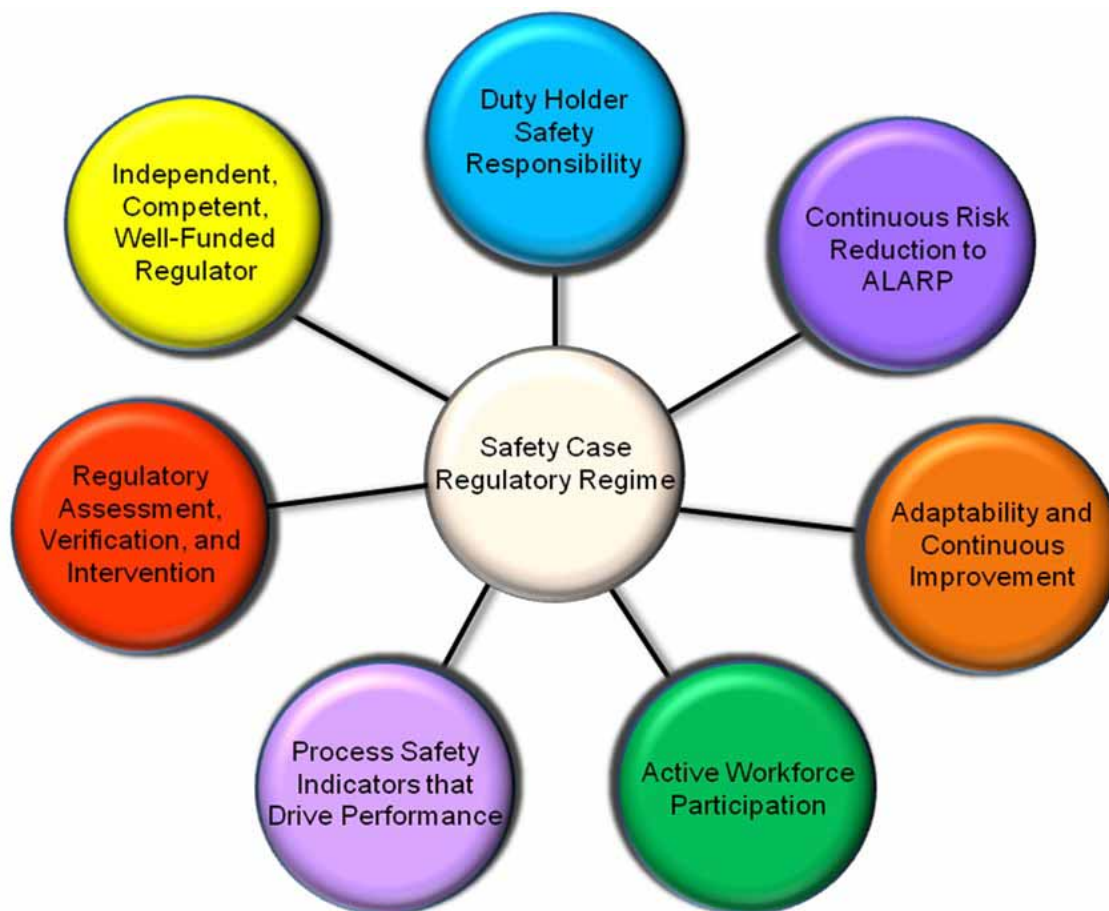 Duty Holder
Safety
Responsibility
Independent,
Competent,
Well-Funded
Regulator
Continuous Risk
Reduction to
ALARP
Safety Case
Regulatory Regime
Regulatory
Assessment,
Verification, and
Intervention
Adaptability and
Continuous
Improvement
Process Safety
Indicators that
Drive Performance
Active Workforce
Participation